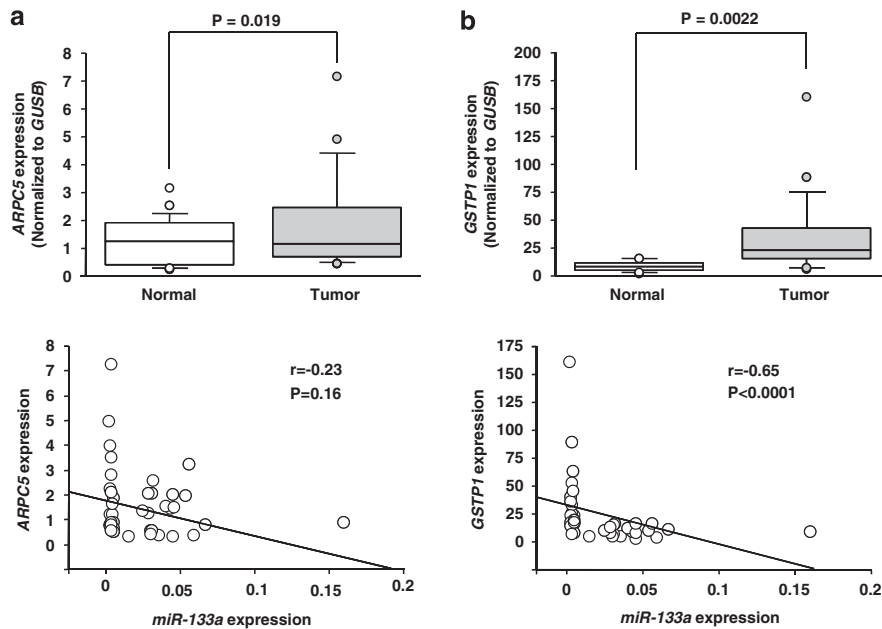 a
P = 0.019
ARPC5 expression
(Normalized to GUSB)
8
7
6
5
4
3
2
1
0
Normal
Tumor
b
P = 0.0022
GSTP1 expression
(Normalized to GUSB)
200
175
150
125
100
75
50
25
0
Normal
Tumor
ARPC5 expression
8
7
6
5
4
3
2
1
0
r=-0.23
P=0.16
0
0.05
0.1
0.15
0.2
miR-133a expression
GSTP1 expression
175
150
125
100
75
50
25
0
r=-0.65
P<0.0001
0
0.05
0.1
0.15
0.2
miR-133a expression